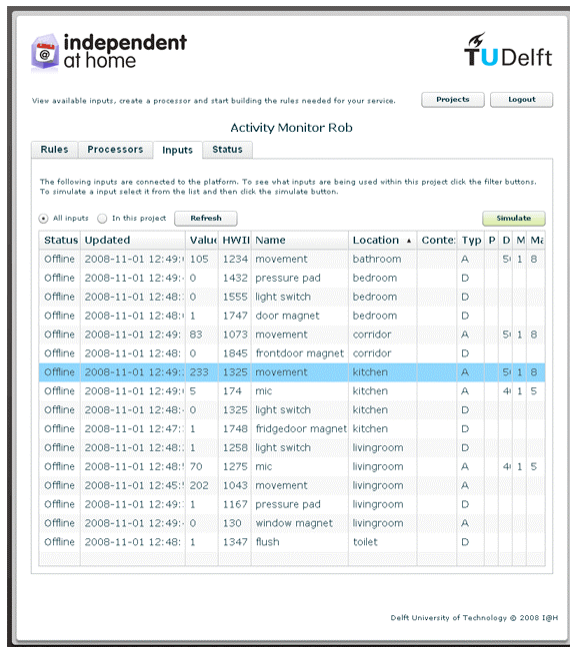 independent
at home
TU Delft
View available inputs, create a processor and start building the rules needed for your service.
Projects
Logout
Activity Monitor Rob
Rules Processors Inputs Status
The following inputs are connected to the platform. To see what inputs are being used within this project click the filter buttons.
To simulate a input select it from the list and then click the simulate button.
All inputs In this project Refresh Simulate
Status Updated Value HWII Name Location Conte: Typ P D M Ma
Offline 2008-11-01 12:49: 105 1234 movement bathroom A 5 1 8
Offline 2008-11-01 12:49: 0 1432 pressure pad bedroom D
Offline 2008-11-01 12:48: 0 1555 light switch bedroom D
Offline 2008-11-01 12:48: 1 1747 door magnet bedroom D
Offline 2008-11-01 12:49: 83 1073 movement corridor A 5 1 8
Offline 2008-11-01 12:48: 0 1845 frontdoor magnet corridor D
Offline 2008-11-01 12:49: 233 1325 movement kitchen A 5 1 8
Offline 2008-11-01 12:49: 5 174 mic kitchen A 4 1 5
Offline 2008-11-01 12:48: 0 1325 light switch kitchen D
Offline 2008-11-01 12:47: 1 1748 fridgedoor magnet kitchen D
Offline 2008-11-01 12:48: 1 1258 light switch livingroom D
Offline 2008-11-01 12:48: 70 1275 mic livingroom A 4 1 5
Offline 2008-11-01 12:45: 202 1043 movement livingroom A
Offline 2008-11-01 12:49: 1 1167 pressure pad livingroom D
Offline 2008-11-01 12:49: 0 130 window magnet livingroom A
Offline 2008-11-01 12:48: 1 1347 flush toilet D
Delft University of Technology © 2008 I@H